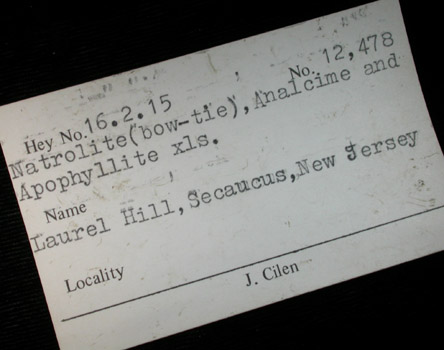 Hey No. 16.2.15 No. 12,478
Natrolite(bow-tie),Analcime and
Apophyllite xls.
Name
Laurel Hill,Secaucus,New Jersey
Locality
J. Cilen